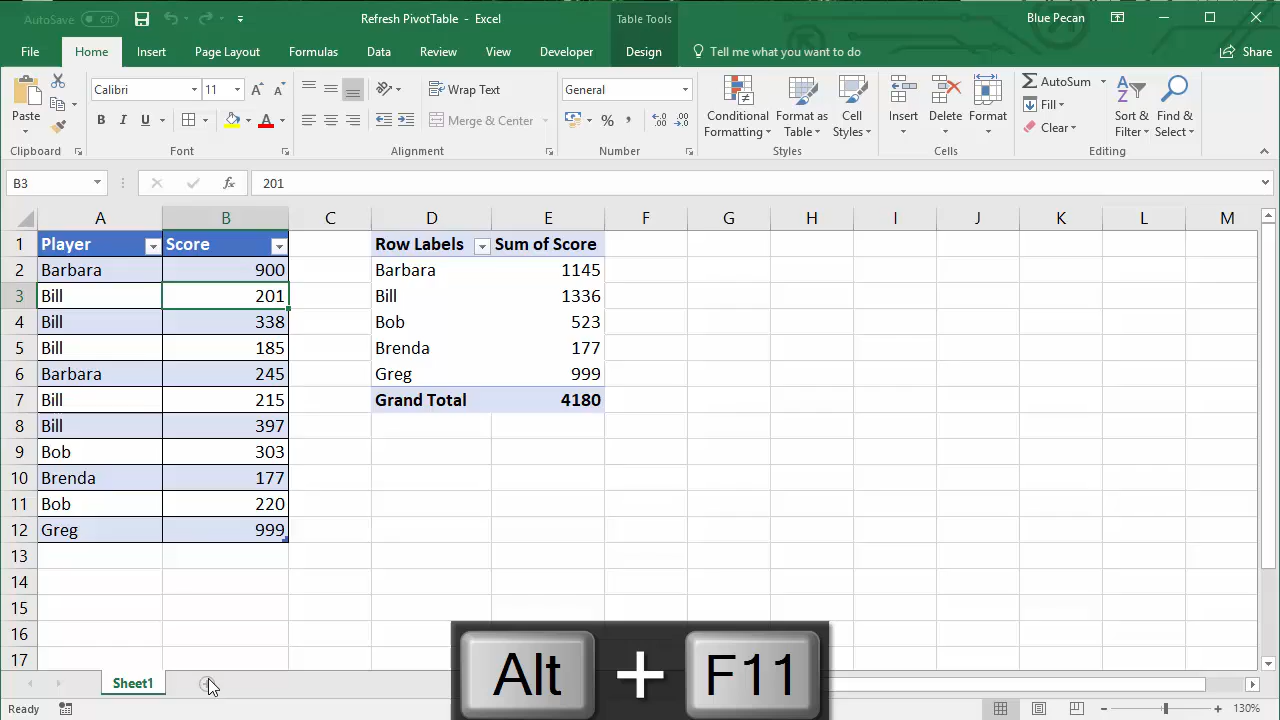 AutoSave Off
Refresh PivotTable - Excel
Table Tools
Blue Pecan
File Home Insert Page Layout Formulas Data Review View Developer Design Tell me what you want to do Share
Paste
Calibri 11
B I U A
Wrap Text
Merge & Center
General
% ,
Conditional Formatting
Format as Table
Cell Styles
Insert Delete Format
AutoSum
Fill
Clear
Sort & Filter
Find & Select
Clipboard Font Alignment Number Styles Cells Editing
B3 fx 201
A B C D E F G H I J K L M
1 Player Score Row Labels Sum of Score
2 Barbara 900 Barbara 1145
3 Bill 201 Bill 1336
4 Bill 338 Bob 523
5 Bill 185 Brenda 177
6 Barbara 245 Greg 999
7 Bill 215 Grand Total 4180
8 Bill 397
9 Bob 303
10 Brenda 177
11 Bob 220
12 Greg 999
13
14
15
16
17
Alt + F11
Sheet1
Ready 130%